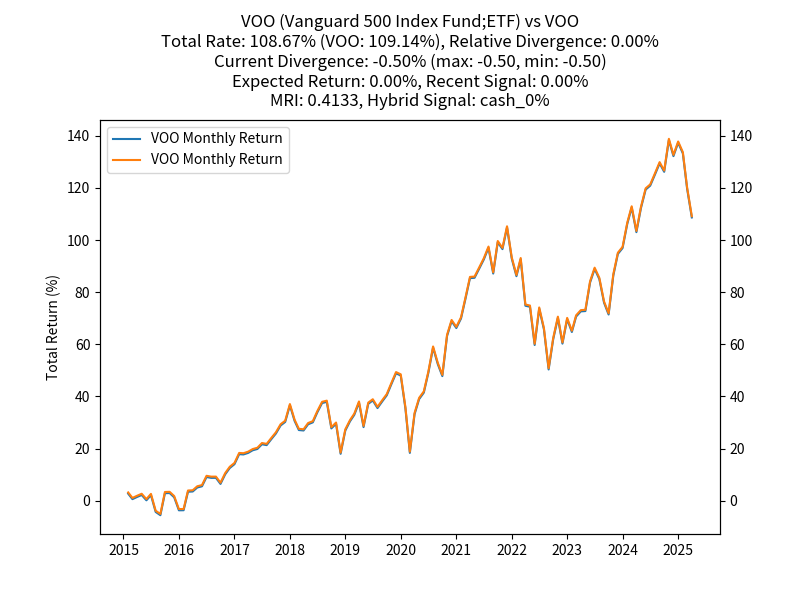 VOO (Vanguard 500 Index Fund;ETF) vs VOO
Total Rate: 108.67% (VOO: 109.14%), Relative Divergence: 0.00%
Current Divergence: -0.50% (max: -0.50, min: -0.50)
Expected Return: 0.00%, Recent Signal: 0.00%
MRI: 0.4133, Hybrid Signal: cash_0%
VOO Monthly Return
VOO Monthly Return
Total Return (%)
140
120
100
80
60
40
20
0
140
120
100
80
60
40
20
0
2015 2016 2017 2018 2019 2020 2021 2022 2023 2024 2025